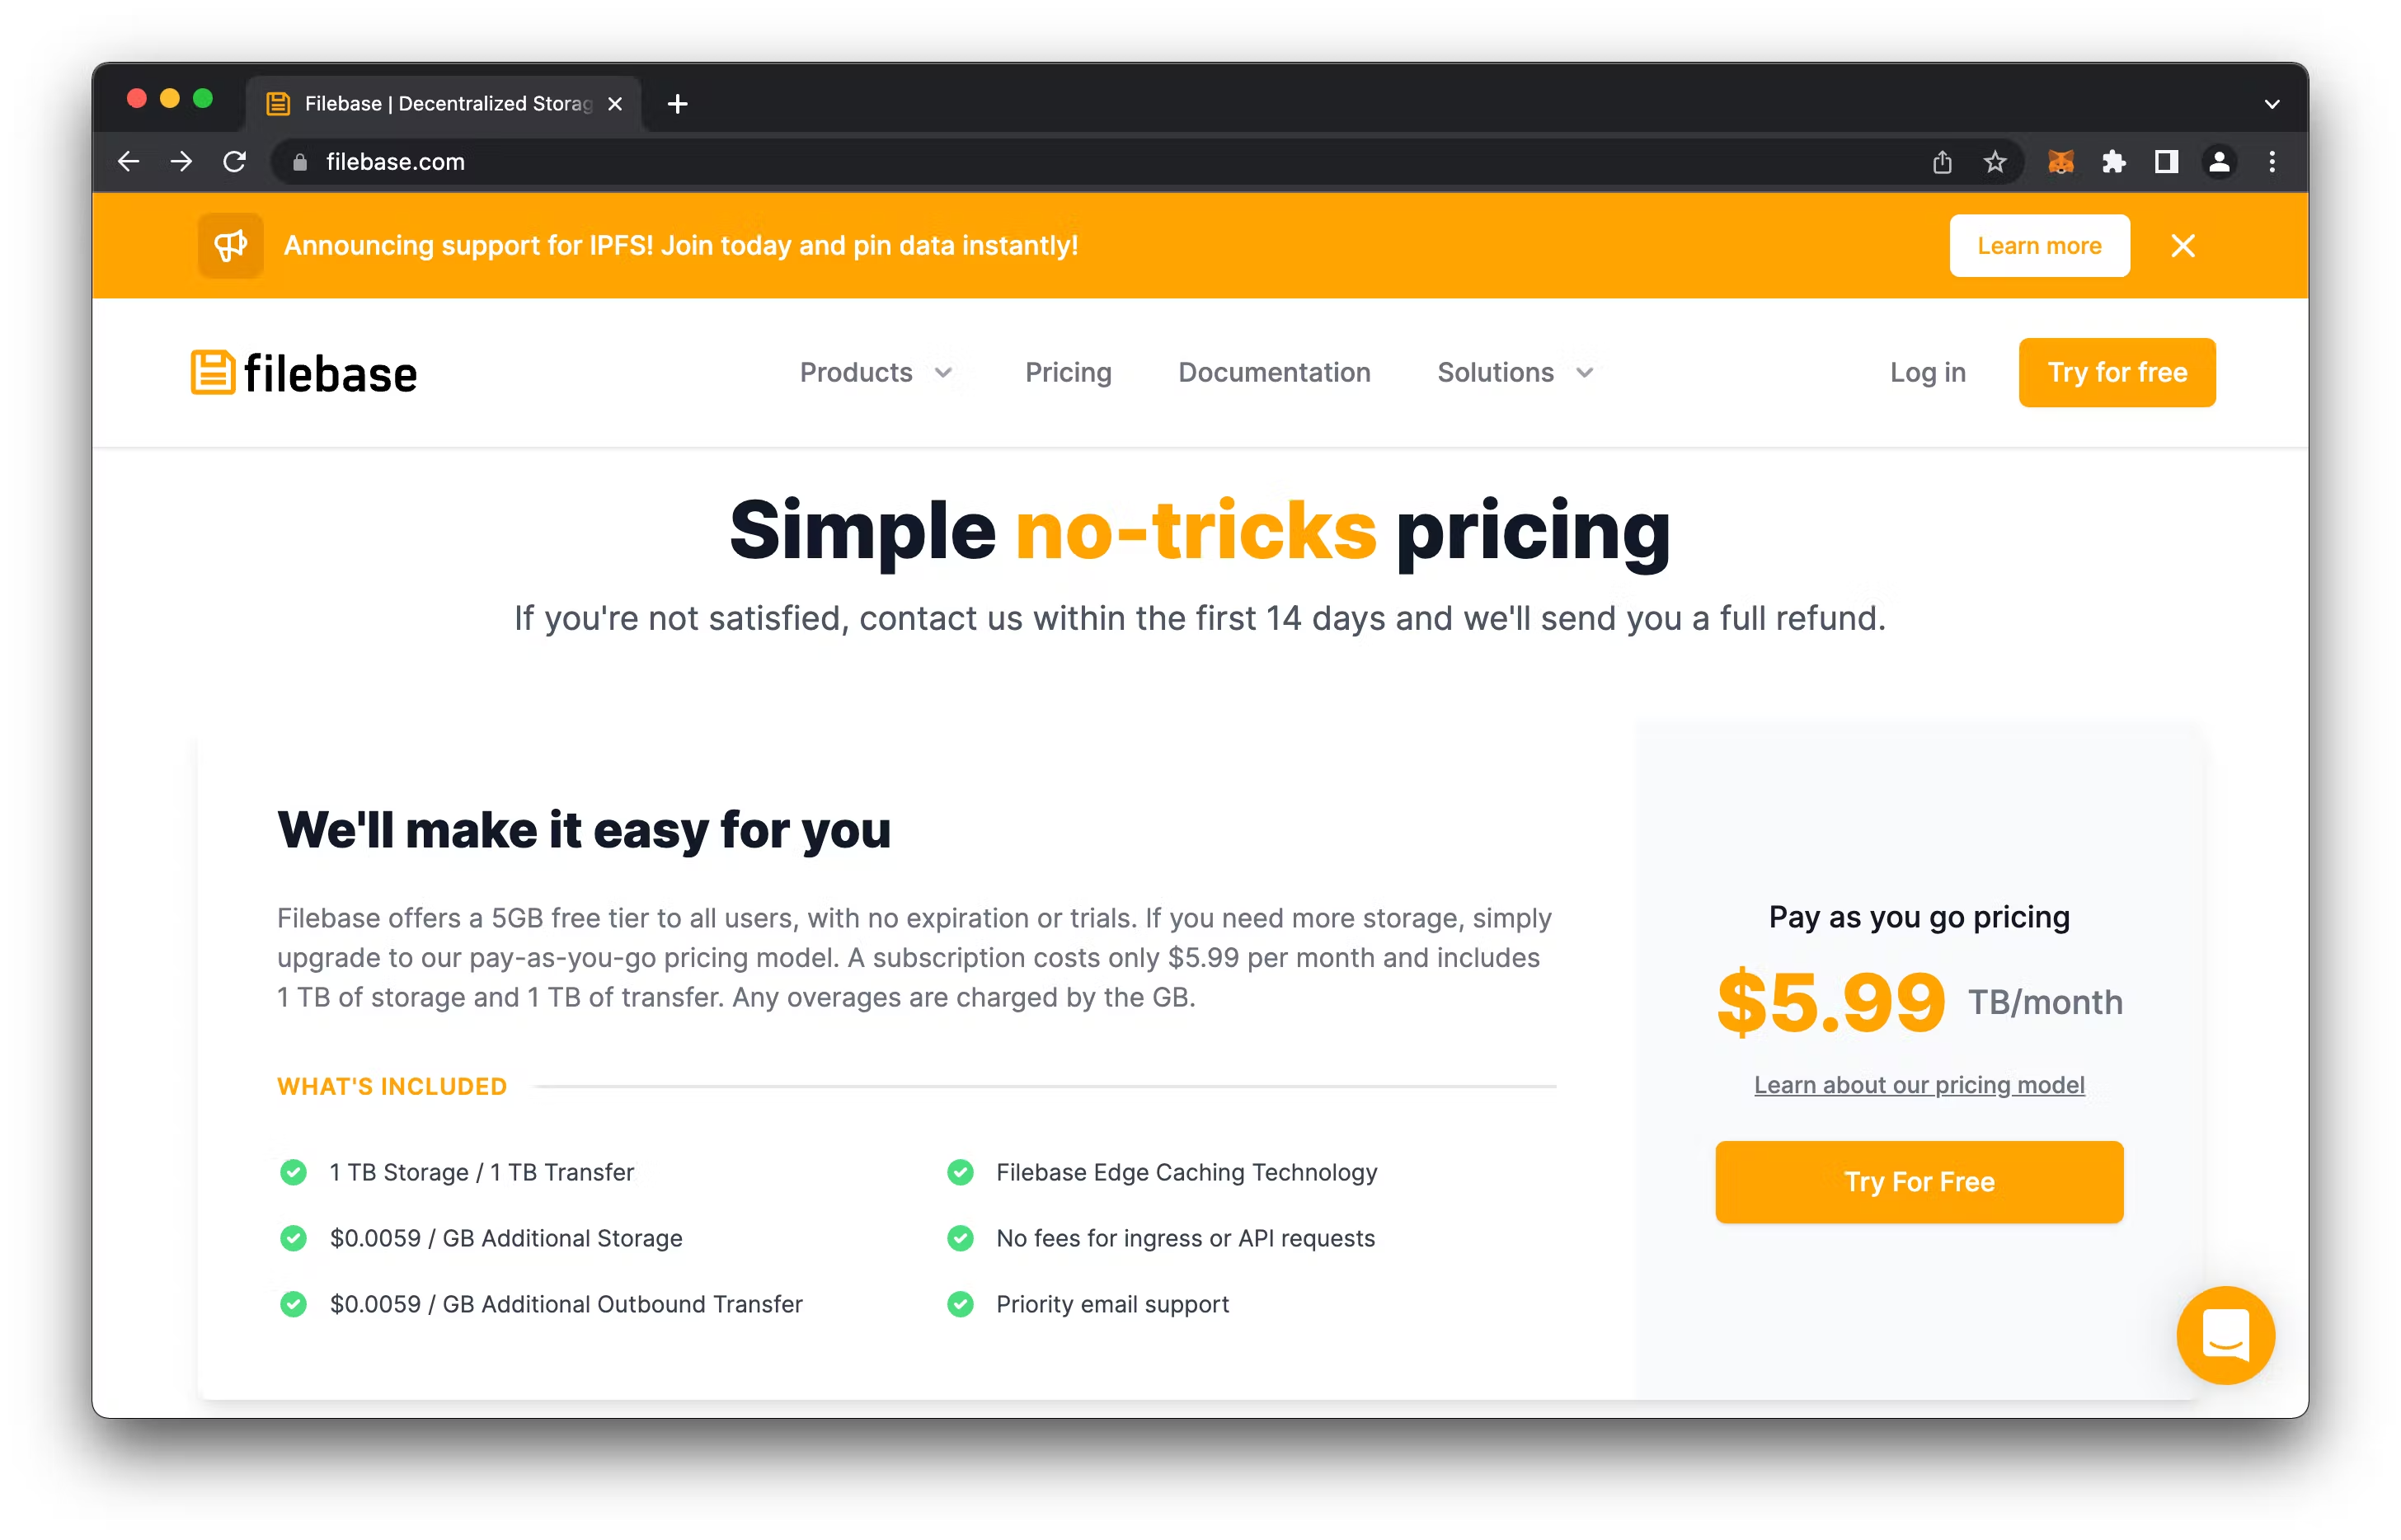 Filebase | Decentralized Storag
filebase.com
Announcing support for IPFS! Join today and pin data instantly!
Learn more
filebase
Products
Pricing
Documentation
Solutions
Log in
Try for free
Simple no-tricks pricing
If you're not satisfied, contact us within the first 14 days and we'll send you a full refund.
We'll make it easy for you
Filebase offers a 5GB free tier to all users, with no expiration or trials. If you need more storage, simply
upgrade to our pay-as-you-go pricing model. A subscription costs only $5.99 per month and includes
1 TB of storage and 1 TB of transfer. Any overages are charged by the GB.
WHAT'S INCLUDED
1 TB Storage / 1 TB Transfer
$0.0059 / GB Additional Storage
$0.0059 / GB Additional Outbound Transfer
Filebase Edge Caching Technology
No fees for ingress or API requests
Priority email support
Pay as you go pricing
$5.99 TB/month
Learn about our pricing model
Try For Free